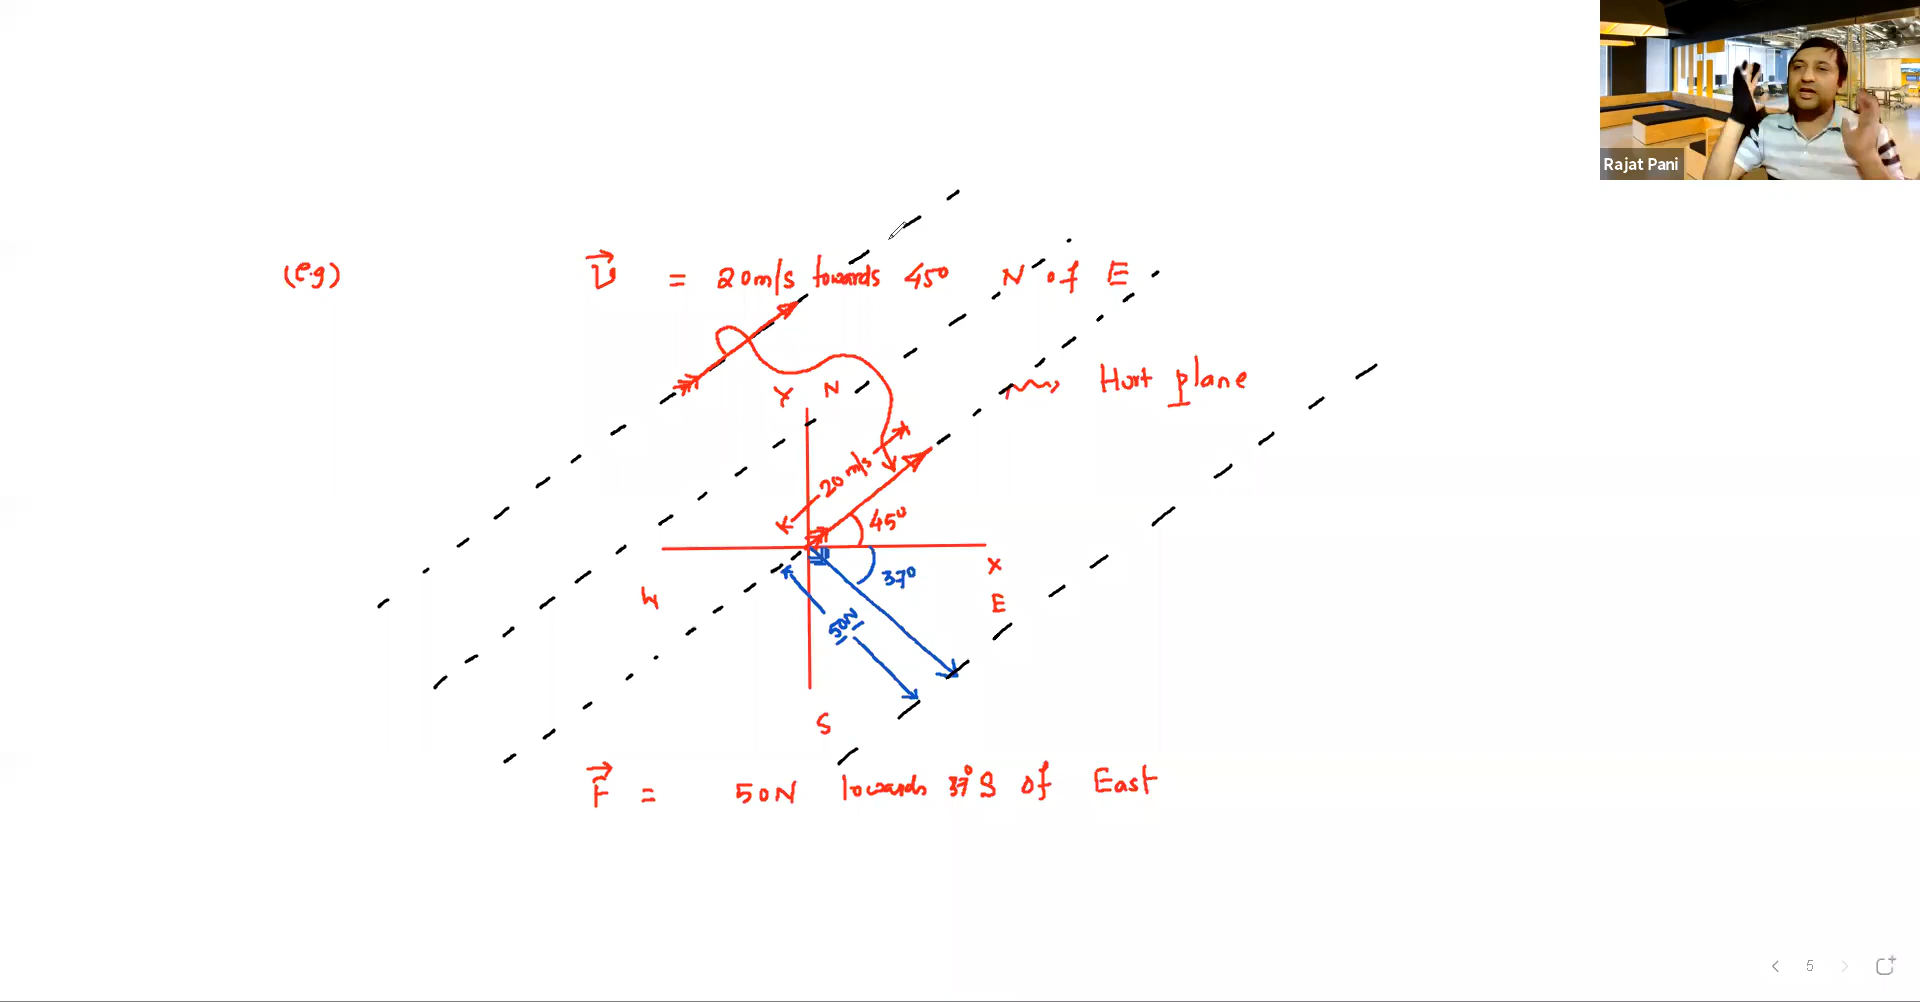 Rajat Pani
(e.g) V = 20m/s towards 45° N of E
Y N
Hort plane
20 m/s
45°
X
37°
W
E
50N
S
F = 50N towards 37° S of East
5